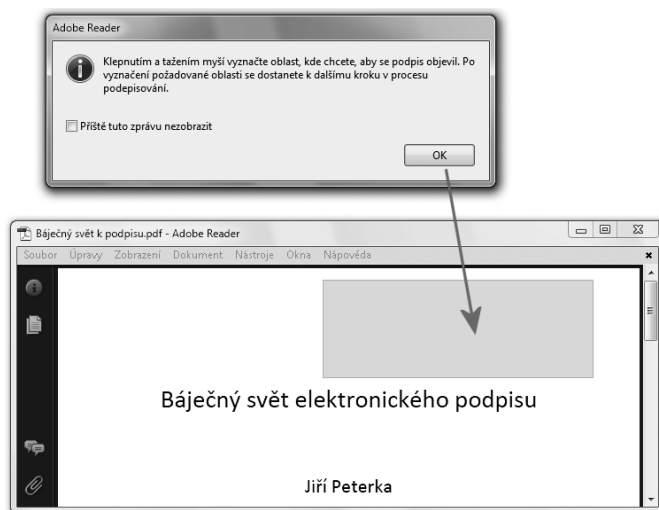 Adobe Reader
Klepnutím a tažením myší vyznačte oblast, kde chcete, aby se podpis objevil. Po
vyznačení požadované oblasti se dostanete k dalšímu kroku v procesu
podepisování.
Příště tuto zprávu nezobrazit
OK
Báječný svět k podpisu.pdf - Adobe Reader
Soubor Úpravy Zobrazení Dokument Nástroje Okna Nápověda
Báječný svět elektronického podpisu
Jiří Peterka